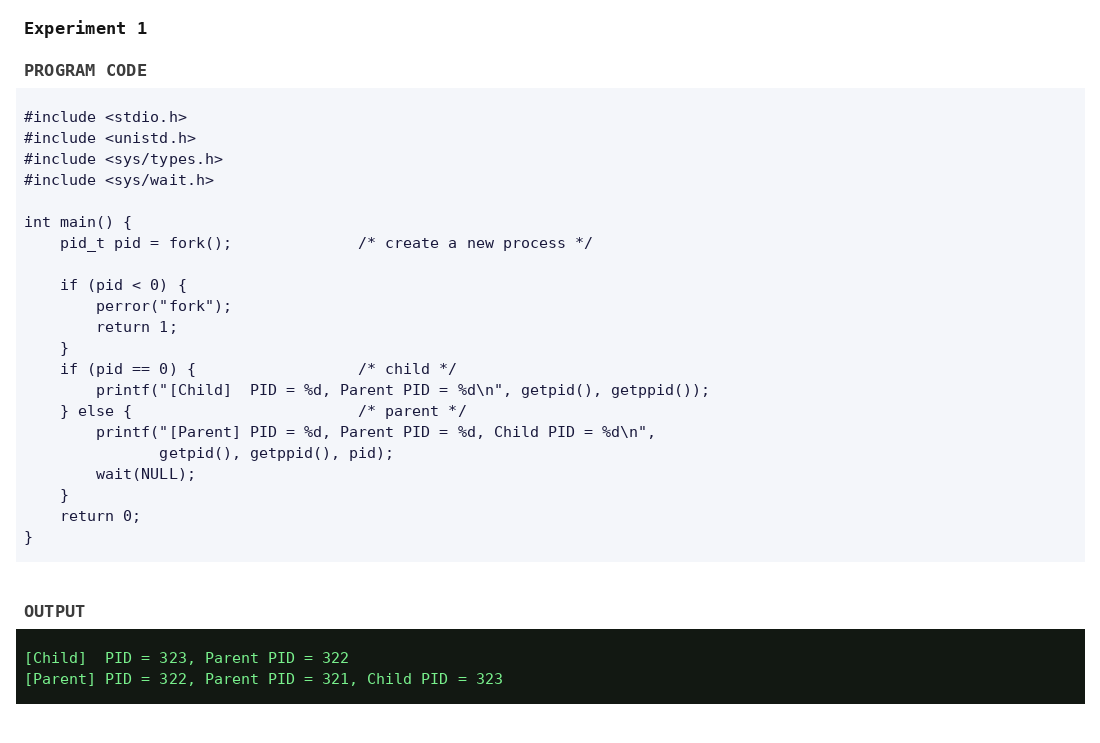 Experiment 1
PROGRAM CODE
#include <stdio.h>
#include <unistd.h>
#include <sys/types.h>
#include <sys/wait.h>
int main() {
    pid_t pid = fork();              /* create a new process */
    if (pid < 0) {
        perror("fork");
        return 1;
    }
    if (pid == 0) {                  /* child */
        printf("[Child]  PID = %d, Parent PID = %d\n", getpid(), getppid());
    } else {                         /* parent */
        printf("[Parent] PID = %d, Parent PID = %d, Child PID = %d\n",
               getpid(), getppid(), pid);
        wait(NULL);
    }
    return 0;
}
OUTPUT
[Child]  PID = 323, Parent PID = 322
[Parent] PID = 322, Parent PID = 321, Child PID = 323